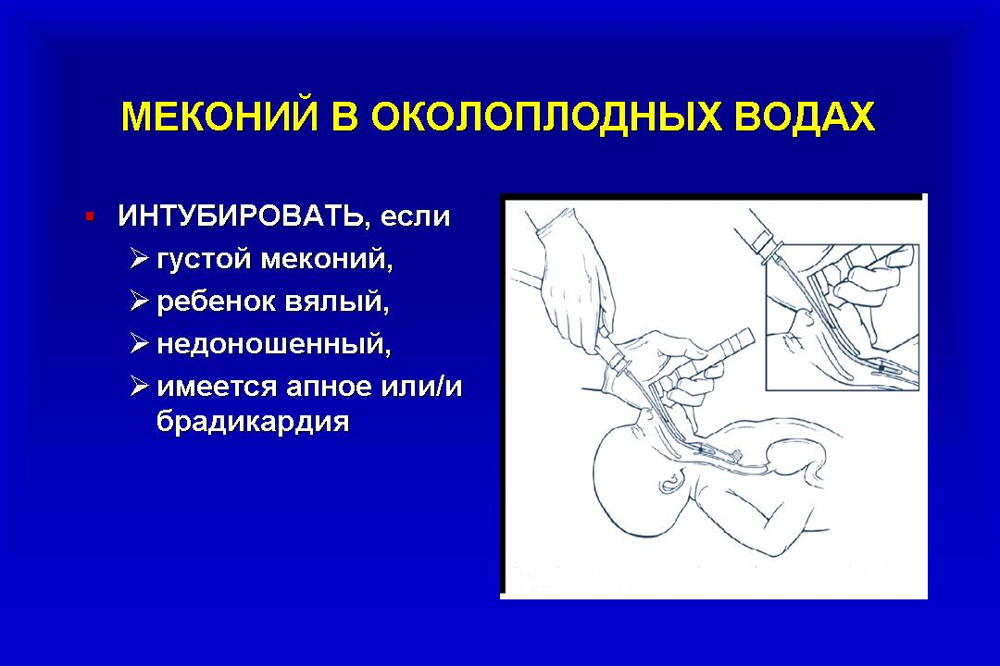 МЕКОНИЙ В ОКОЛОПЛОДНЫХ ВОДАХ
ИНТУБИРОВАТЬ, если
густой меконий,
ребенок вялый,
недоношенный,
имеется апное или/и
брадикардия